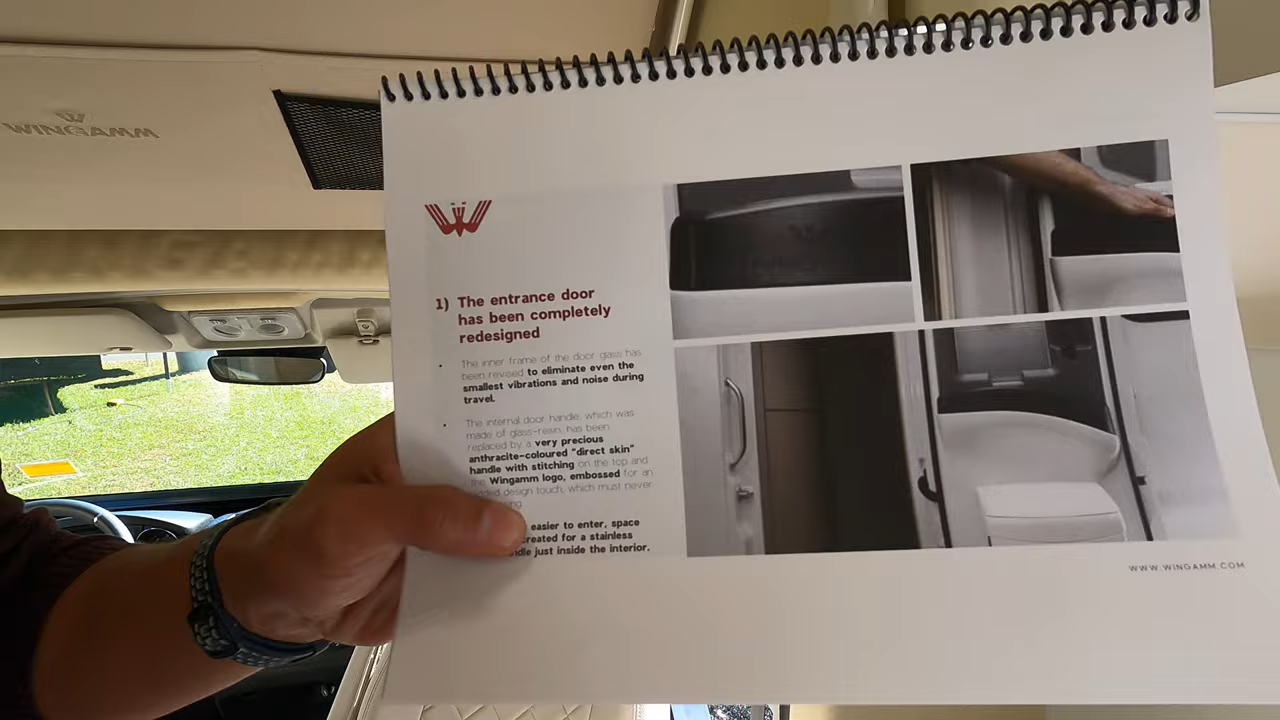 WINGAMM
1) The entrance door
has been completely
redesigned
• The inner frame of the door glass has
been revised to eliminate even the
smallest vibrations and noise during
travel.
• The internal door handle, which was
made of glass-resin, has been
replaced by a very precious
anthracite-coloured "direct skin"
handle with stitching on the top and
the Wingamm logo, embossed for an
added design touch, which must never
easier to enter, space
created for a stainless
just inside the interior.
WWW.WINGAMM.COM